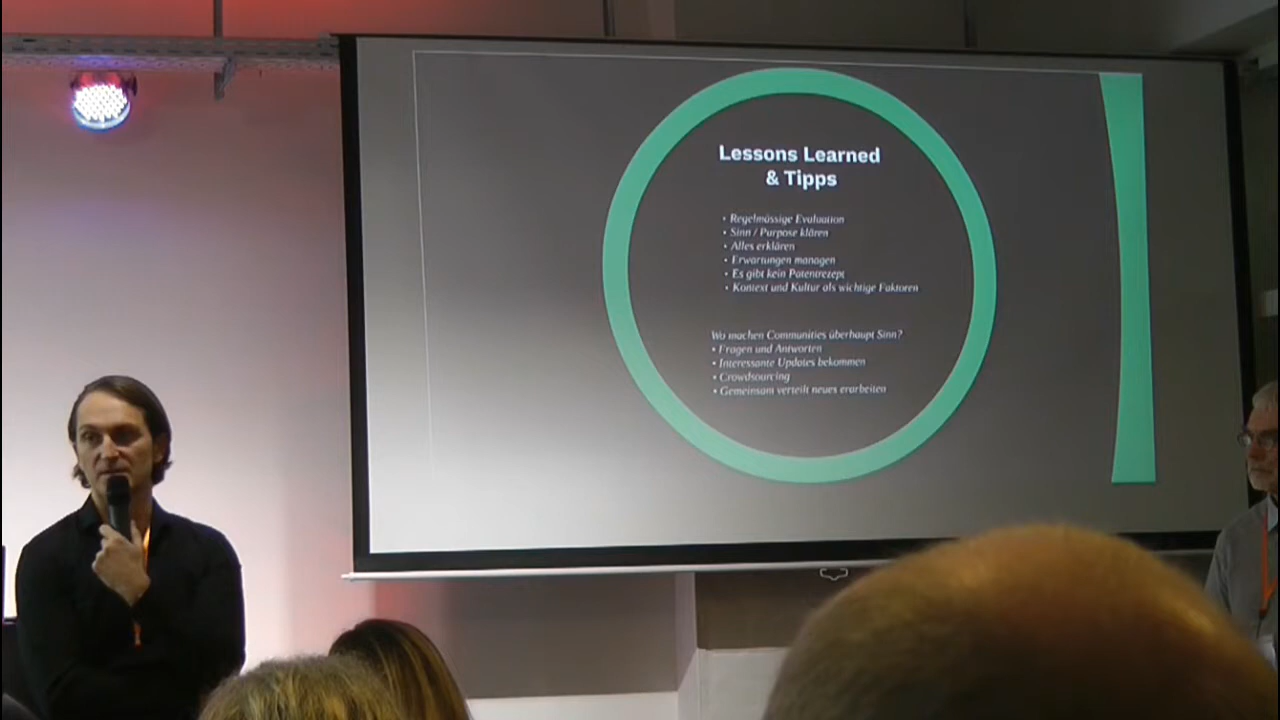 Lessons Learned
& Tipps
• Regelmässige Evaluation
• Sinn / Purpose klären
• Alles erklären
• Erwartungen managen
• Es gibt kein Patentrezept
• Kontext und Kultur als wichtige Faktoren
Wo machen Communities überhaupt Sinn?
• Fragen und Antworten
• Interessante Updates bekommen
• Crowdsourcing
• Gemeinsam verteilt neues erarbeiten